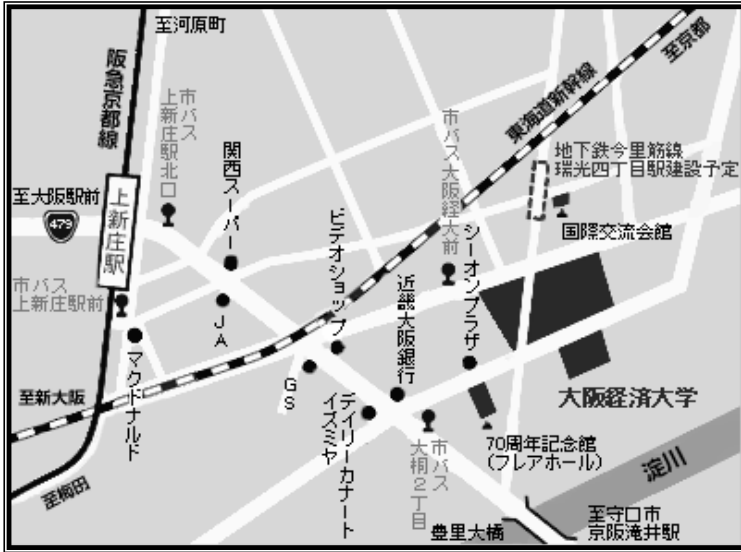 至河原町
至京都
阪急京都線
市バス
上新庄駅北口
東海道新幹線
関西スーパー
市バス大阪経大前
地下鉄今里筋線
瑞光四丁目駅建設予定
至大阪駅前
479
上新庄駅
ビデオショップ
シーオンプラザ
国際交流会館
市バス
上新庄駅前
JA
近畿大阪銀行
マクドナルド
GS
至新大阪
デイリーカナート
イズミヤ
大阪経済大学
市バス
大桐2丁目
70周年記念館
(フレアホール)
淀川
至梅田
豊里大橋
至守口市
京阪滝井駅